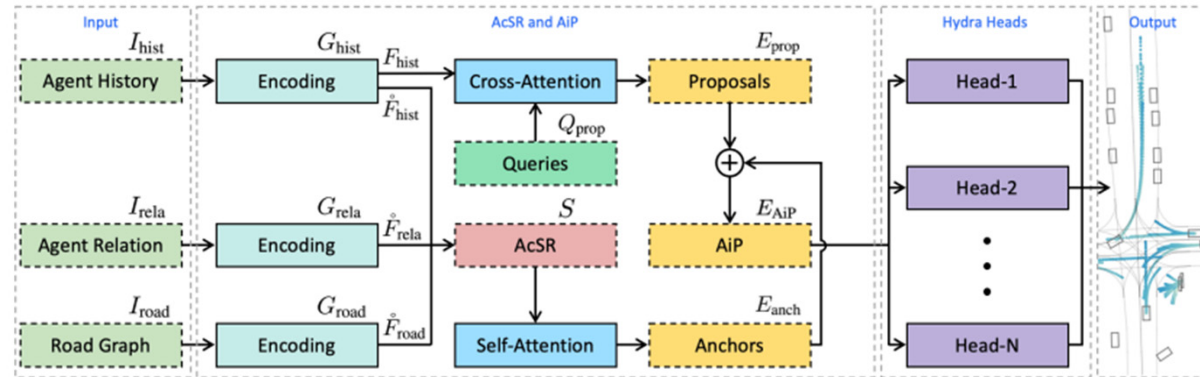 Input
AcSR and AiP
Hydra Heads
Output
I_hist
G_hist
F_hist
E_prop
Agent History
Encoding
Cross-Attention
Proposals
Head-1
F̊_hist
Q_prop
Queries
+
Head-2
I_rela
G_rela
F̊_rela
S
E_AiP
Agent Relation
Encoding
AcSR
AiP
I_road
G_road
F̊_road
E_anch
Road Graph
Encoding
Self-Attention
Anchors
Head-N